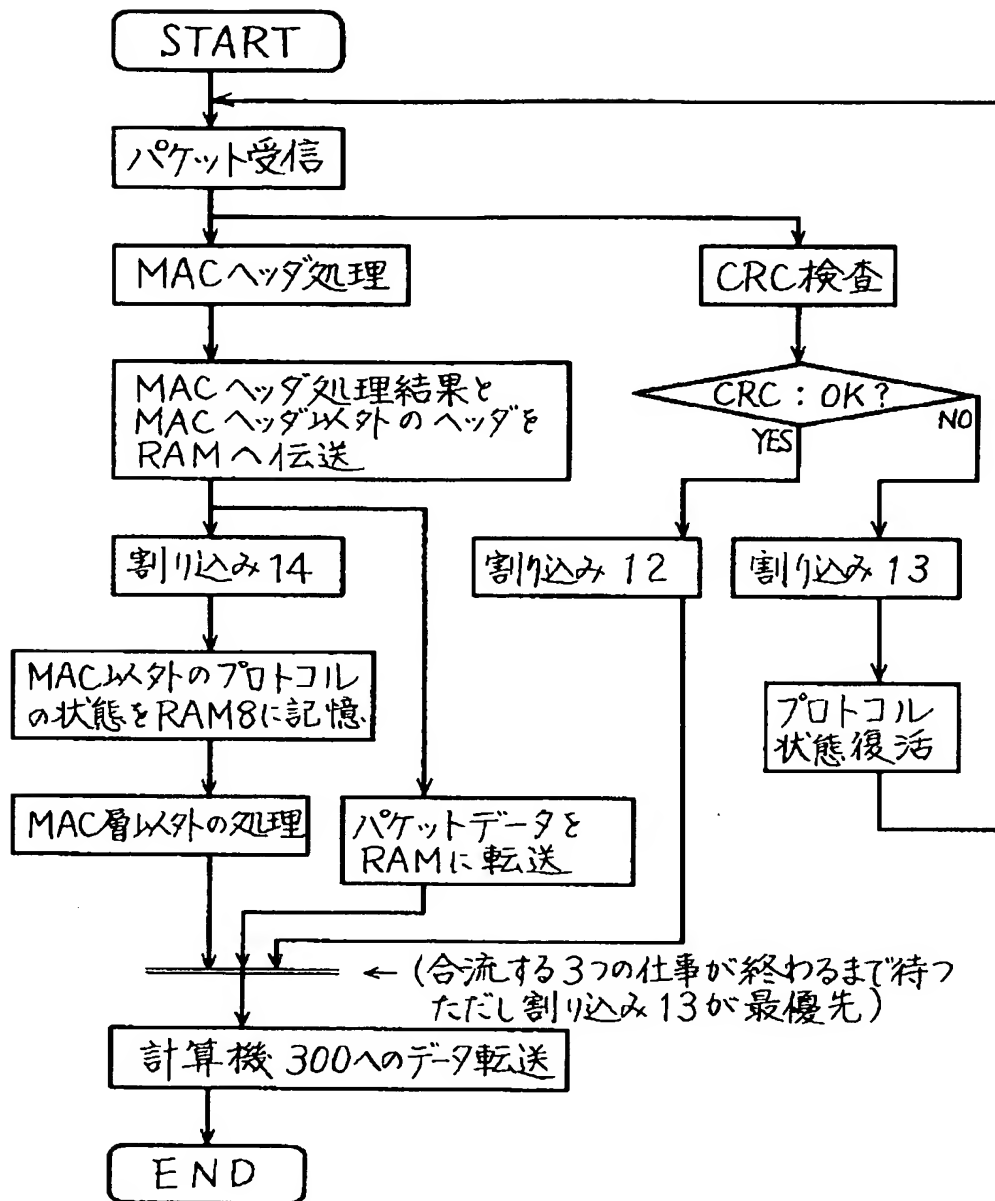 START
パケット受信
MACヘッダ処理
CRC検査
MACヘッダ処理結果と
MACヘッダ以外のヘッダを
RAMへ伝送
CRC:OK?
YES
NO
割り込み14
割り込み12
割り込み13
MAC以外のプロトコル
の状態をRAM8に記憶
プロトコル
状態復活
MAC層以外の処理
パケットデータを
RAMに転送
←(合流する3つの仕事が終わるまで待つ
ただし割り込み13が最優先)
計算機300へのデータ転送
END